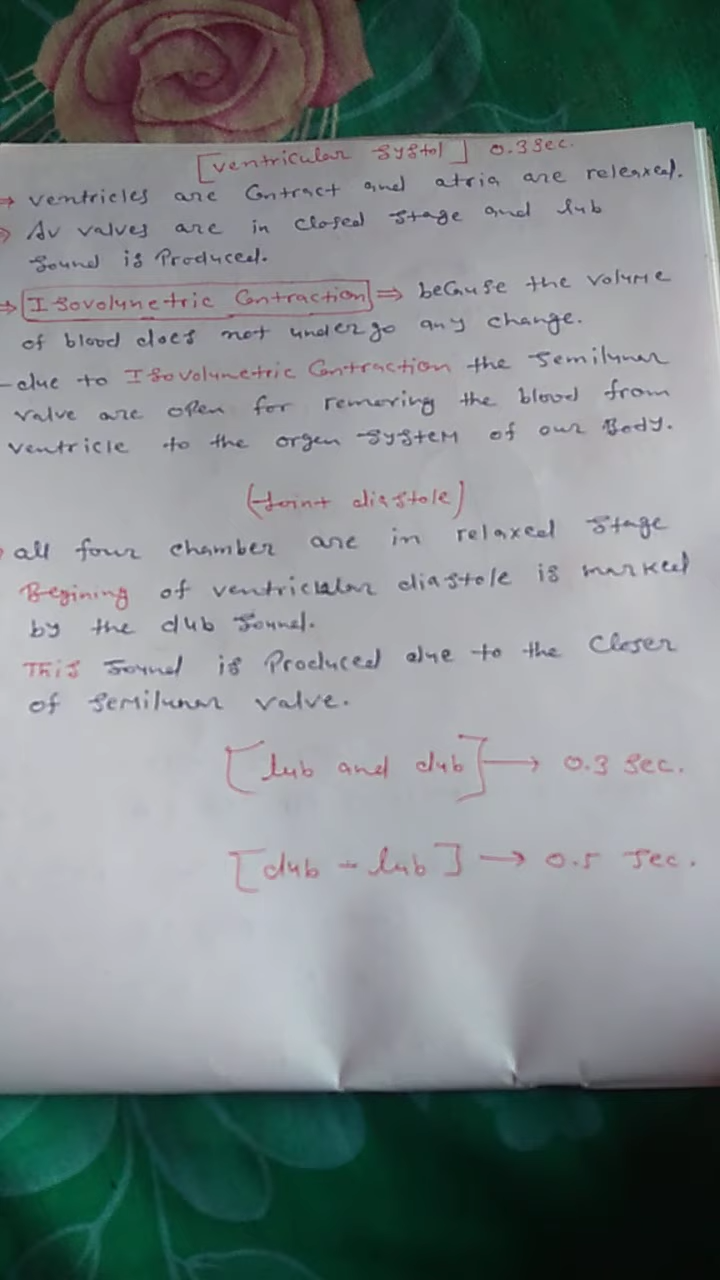 [ventricular systol] 0.3 sec.
→ ventricles are Contract and atria are relexed.
→ AV valves are in closed stage and lub
sound is Produced.
→ Isovolumetric Contraction ⇒ because the volume
of blood does not undergo any change.
- due to Isovolumetric Contraction the semilunar
valve are open for removing the blood from
ventricle to the orgen system of our Body.
(Joint diastole)
all four chamber are in relaxed stage
Begining of ventricular diastole is marked
by the dub sound.
This sound is Produced due to the Closer
of semilunar valve.
[lub and dub] → 0.3 sec.
[dub - lub] → 0.5 sec.